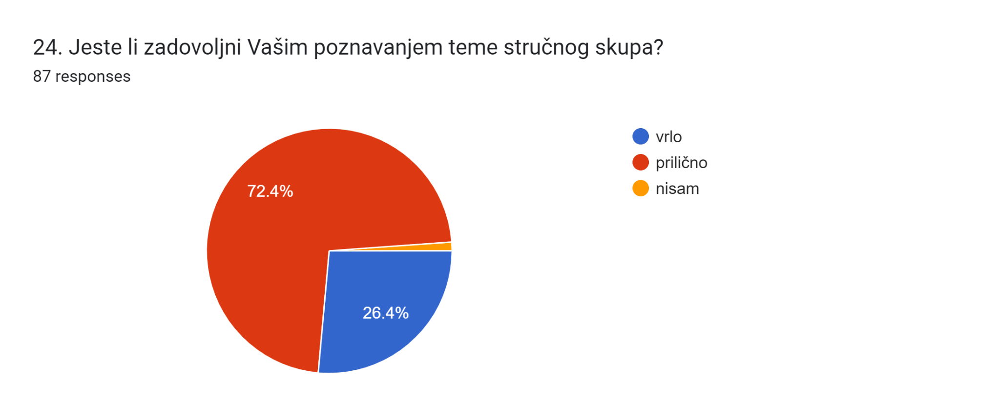 24. Jeste li zadovoljni Vašim poznavanjem teme stručnog skupa?
87 responses
vrlo
prilično
nisam
72.4%
26.4%